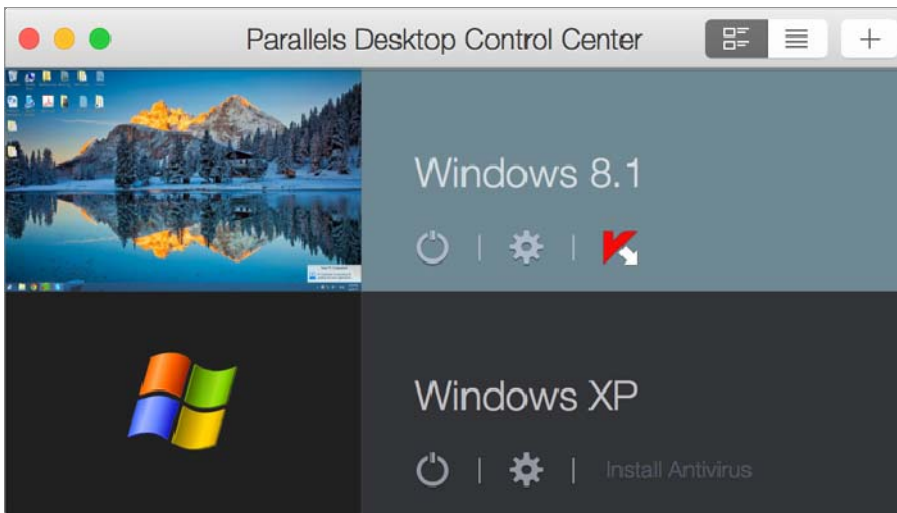 Parallels Desktop Control Center
Windows 8.1
Windows XP
Install Antivirus